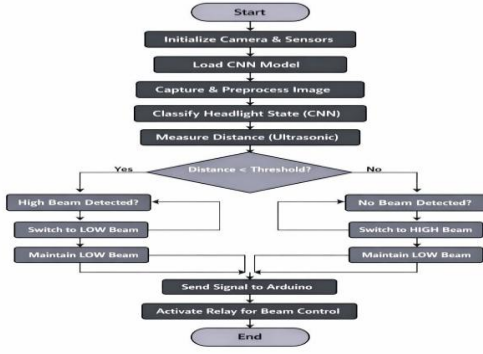 Start
Initialize Camera & Sensors
Load CNN Model
Capture & Preprocess Image
Classify Headlight State (CNN)
Measure Distance (Ultrasonic)
Yes
Distance < Threshold?
No
High Beam Detected?
No Beam Detected?
Switch to LOW Beam
Switch to HIGH Beam
Maintain LOW Beam
Maintain LOW Beam
Send Signal to Arduino
Activate Relay for Beam Control
End